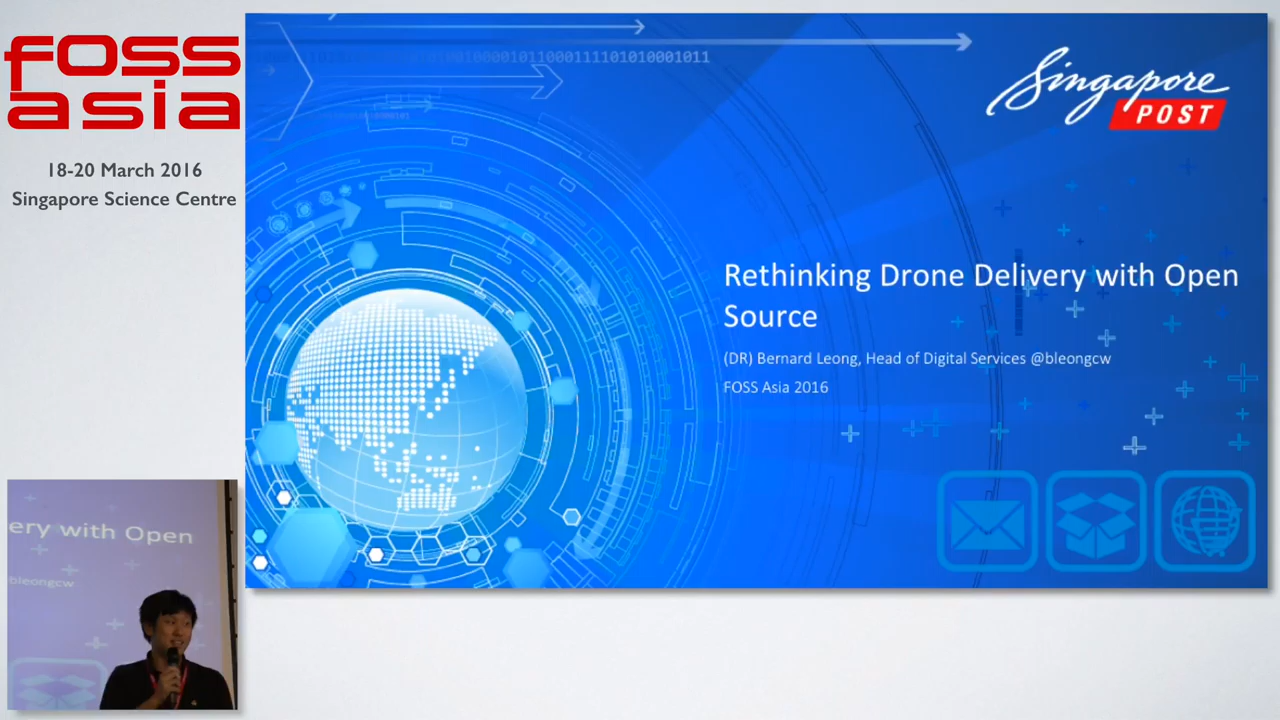 foss
asia
18-20 March 2016
Singapore Science Centre
Singapore
POST
Rethinking Drone Delivery with Open
Source
(DR) Bernard Leong, Head of Digital Services @bleongcw
FOSS Asia 2016
ery with Open
bleongcw